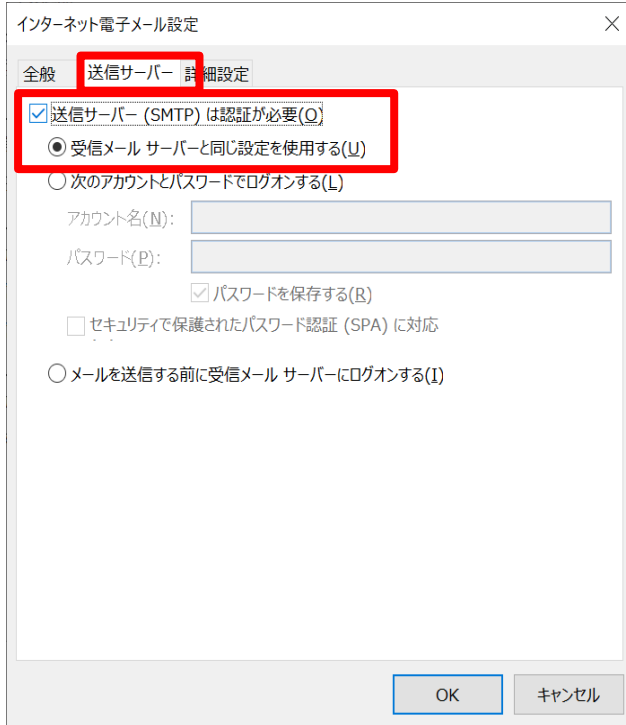 インターネット電子メール設定
全般 送信サーバー 詳細設定
送信サーバー (SMTP) は認証が必要(O)
受信メール サーバーと同じ設定を使用する(U)
次のアカウントとパスワードでログオンする(L)
アカウント名(N):
パスワード(P):
パスワードを保存する(R)
セキュリティで保護されたパスワード認証 (SPA) に対応
メールを送信する前に受信メール サーバーにログオンする(I)
OK キャンセル